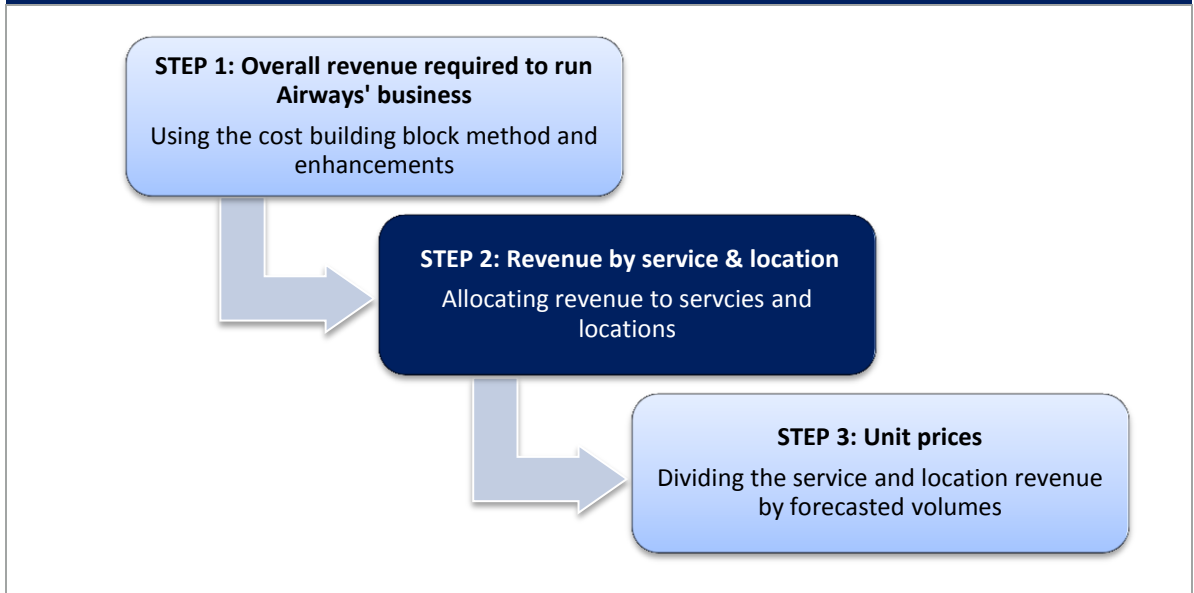 STEP 1: Overall revenue required to run
Airways' business
Using the cost building block method and
enhancements
STEP 2: Revenue by service & location
Allocating revenue to servcies and
locations
STEP 3: Unit prices
Dividing the service and location revenue
by forecasted volumes